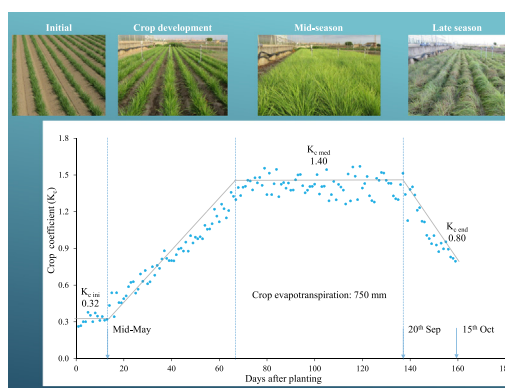 Initial
Crop development
Mid-season
Late season
1.8
1.5
1.2
0.9
0.6
0.3
0.0
Crop coefficient (Kc)
Kc med
1.40
Kc end
0.80
Kc ini
0.32
Crop evapotranspiration: 750 mm
Mid-May
20th Sep
15th Oct
0
20
40
60
80
100
120
140
160
18
Days after planting